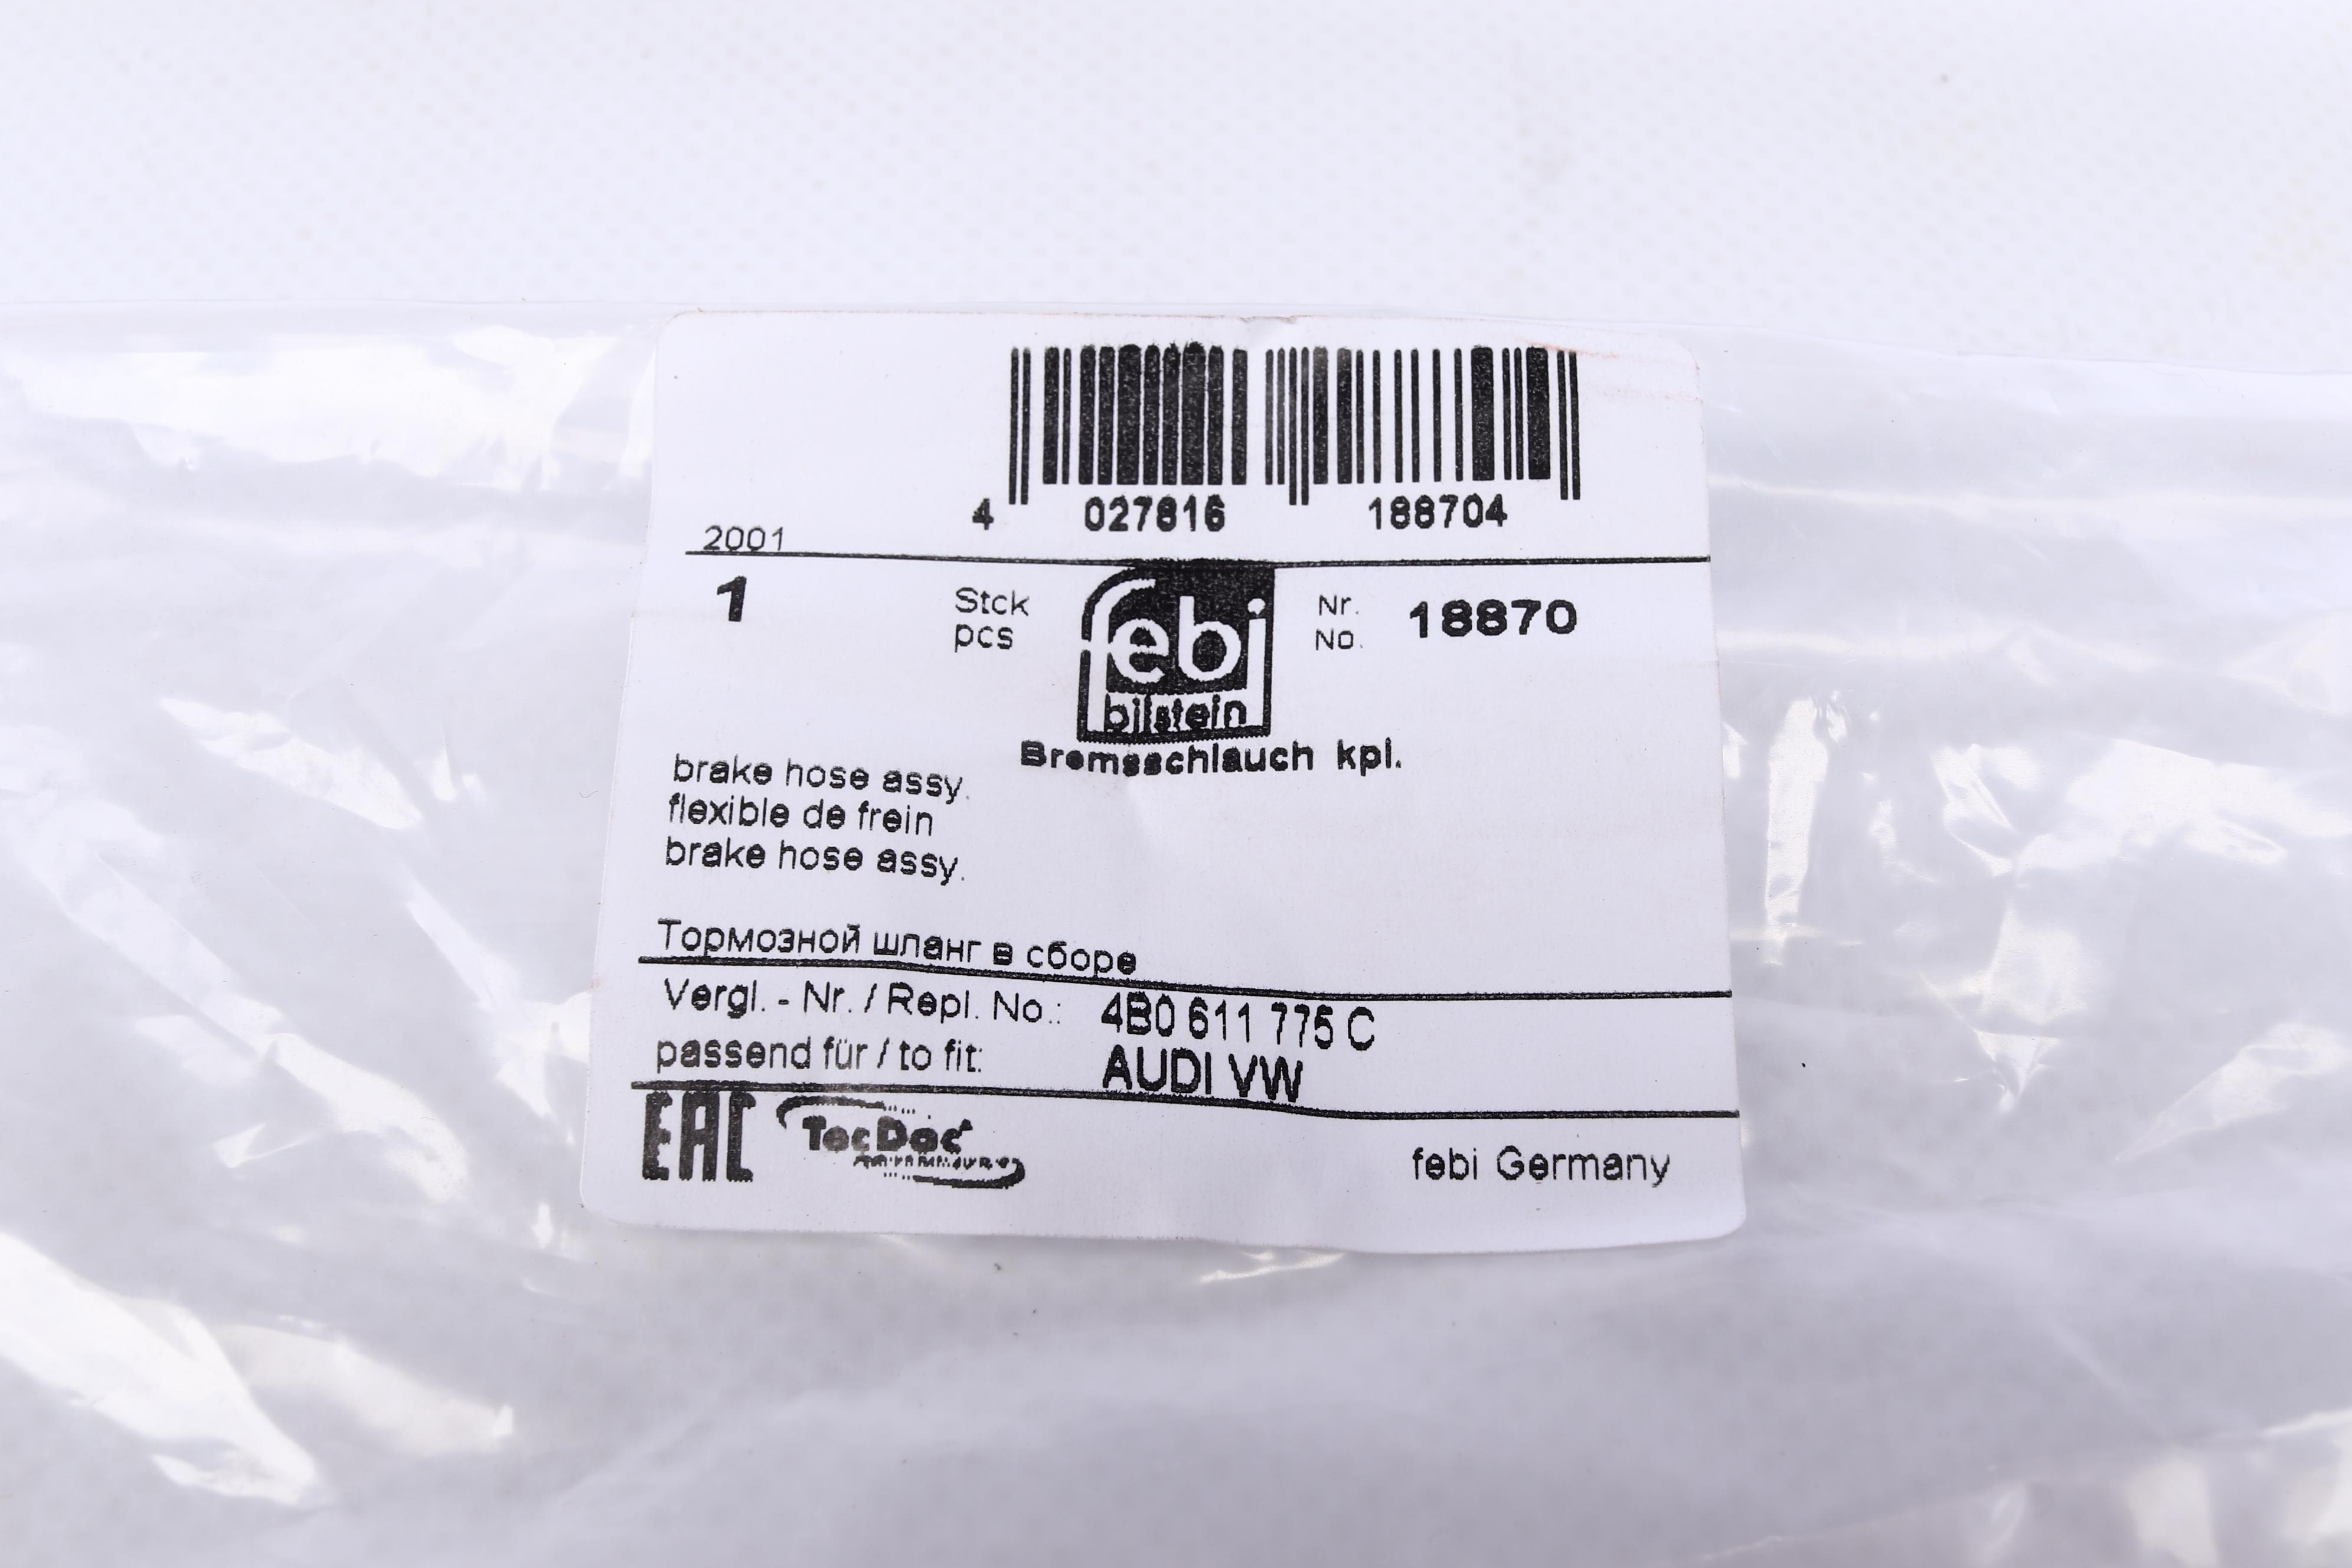 4 027816 188704
2001
1 Stck pcs
febi
bilstein
Nr. No. 18870
Bremsschlauch kpl.
brake hose assy.
flexible de frein
brake hose assy.
Тормозной шланг в сборе
Vergl. - Nr. / Repl. No.: 4B0 611 775 C
passend für / to fit: AUDI VW
EAC TecDoc
febi Germany